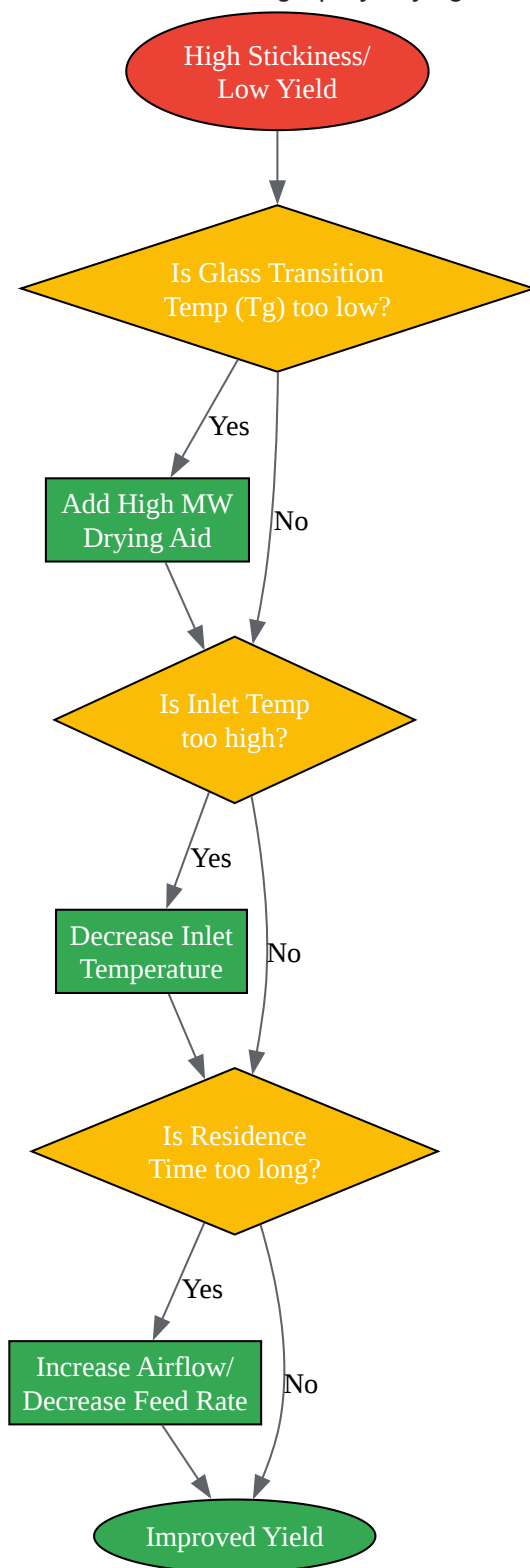 High Stickiness/
Low Yield
Is Glass Transition
Temp (Tg) too low?
Yes
Add High MW
Drying Aid
No
Is Inlet Temp
too high?
Yes
Decrease Inlet
Temperature
No
Is Residence
Time too long?
Yes
Increase Airflow/
Decrease Feed Rate
No
Improved Yield